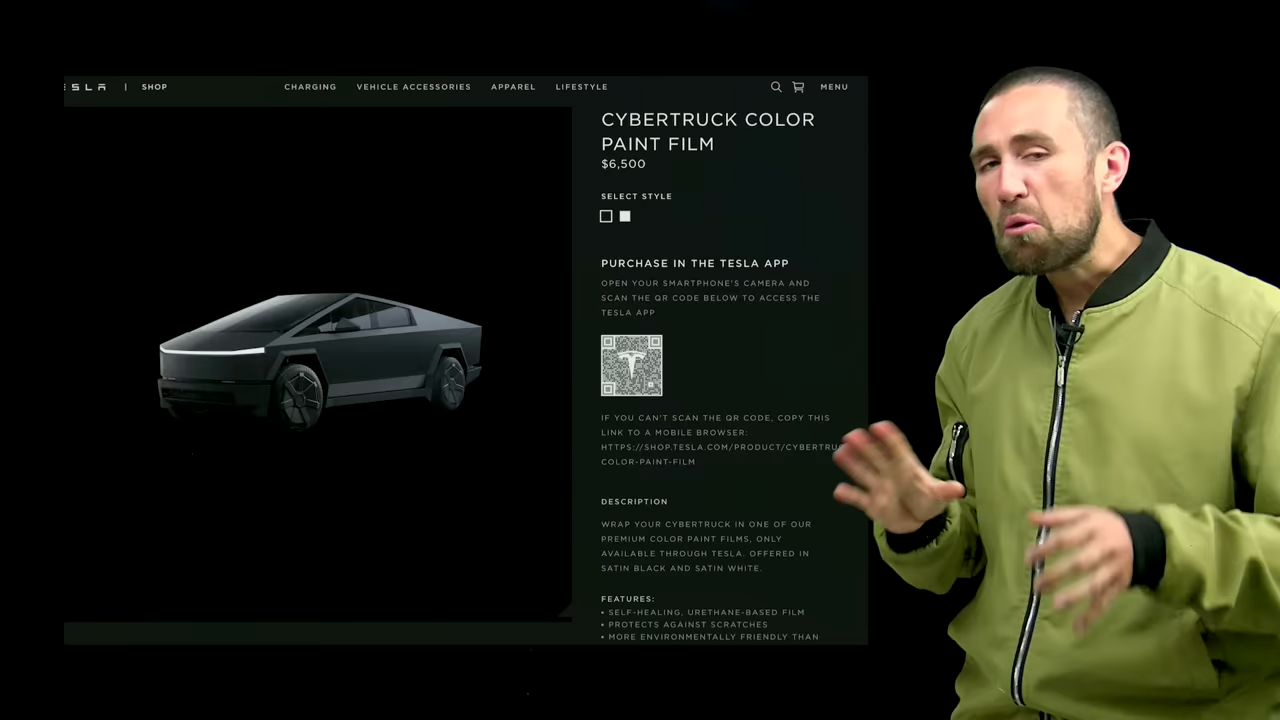 SHOP
CHARGING
VEHICLE ACCESSORIES
APPAREL
LIFESTYLE
MENU
CYBERTRUCK COLOR
PAINT FILM
$6,500
SELECT STYLE
PURCHASE IN THE TESLA APP
OPEN YOUR SMARTPHONE'S CAMERA AND
SCAN THE QR CODE BELOW TO ACCESS THE
TESLA APP
IF YOU CAN'T SCAN THE QR CODE, COPY THIS
LINK TO A MOBILE BROWSER:
HTTPS://SHOP.TESLA.COM/PRODUCT/CYBERTRU
COLOR-PAINT-FILM
DESCRIPTION
WRAP YOUR CYBERTRUCK IN ONE OF OUR
PREMIUM COLOR PAINT FILMS, ONLY
AVAILABLE THROUGH TESLA. OFFERED IN
SATIN BLACK AND SATIN WHITE.
FEATURES:
• SELF-HEALING, URETHANE-BASED FILM
• PROTECTS AGAINST SCRATCHES
• MORE ENVIRONMENTALLY FRIENDLY THAN